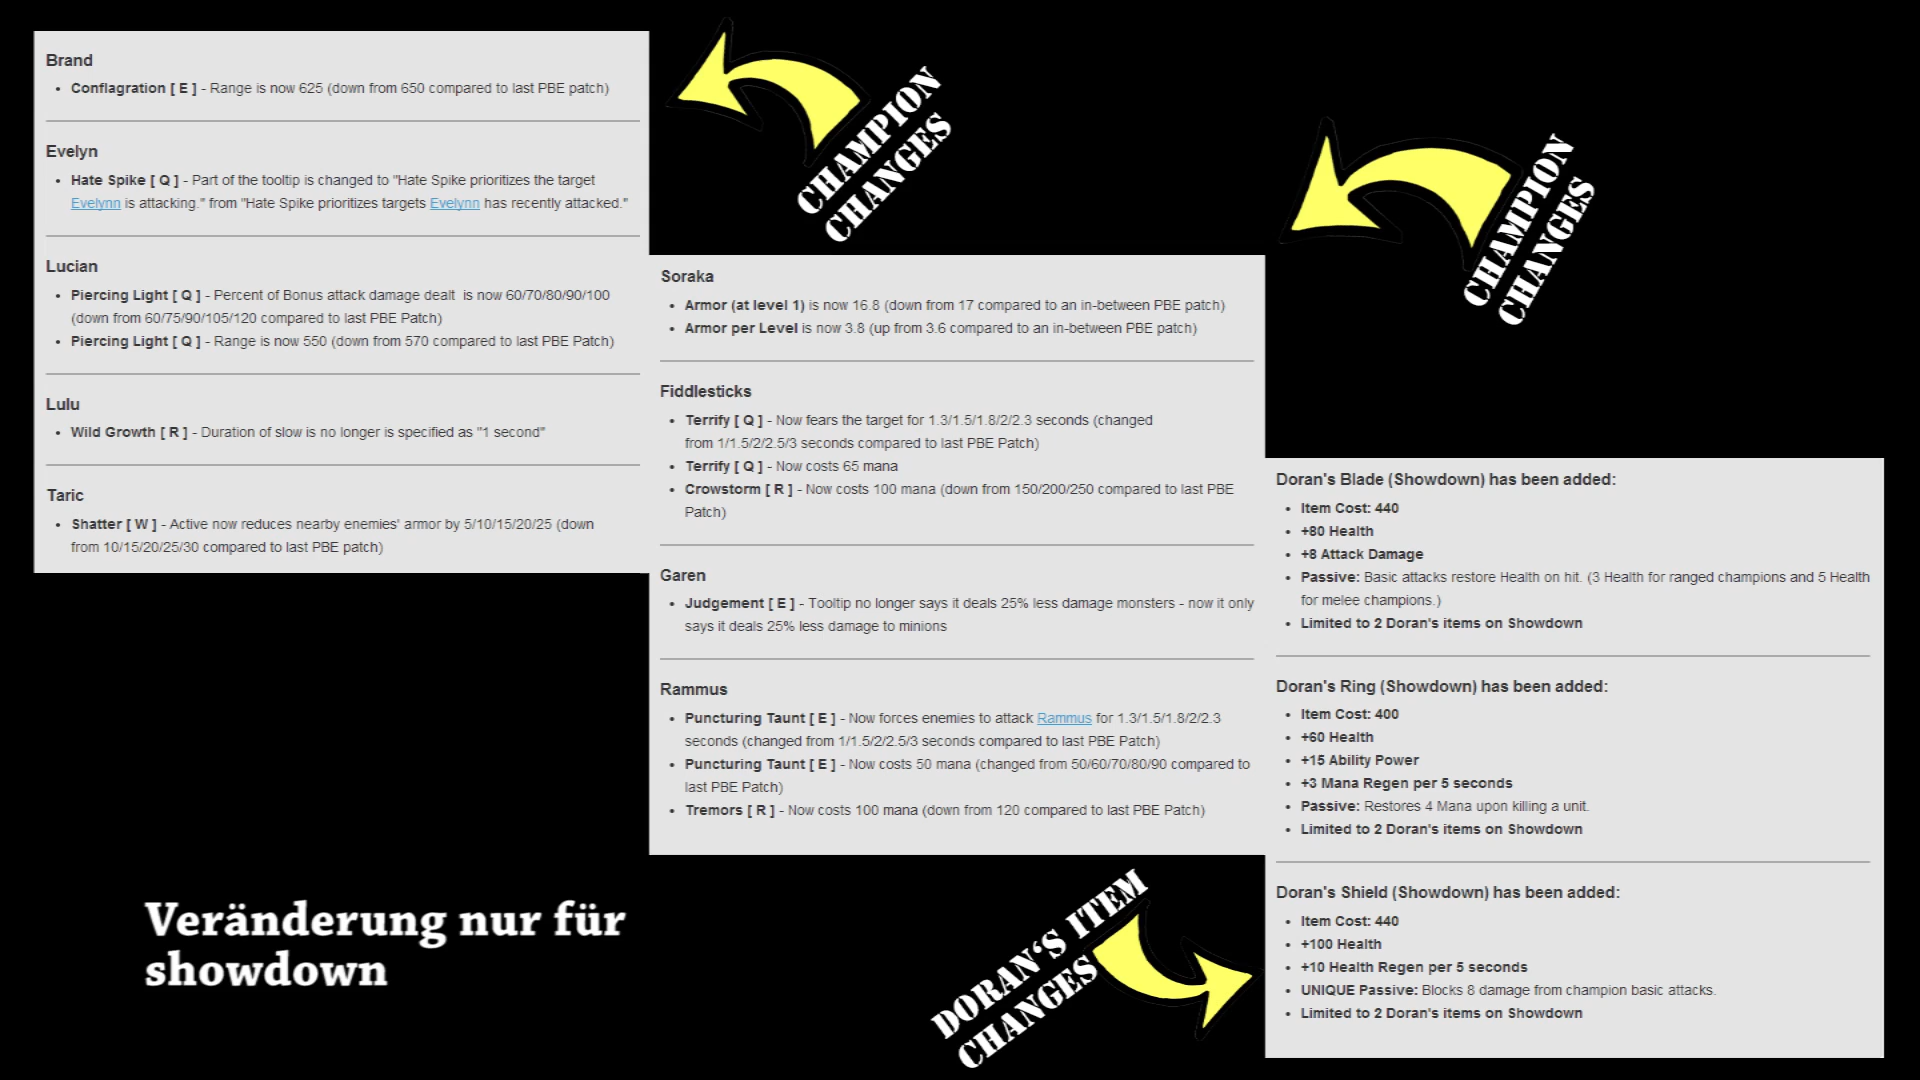 Brand
• Conflagration [ E ] - Range is now 625 (down from 650 compared to last PBE patch)
Evelyn
• Hate Spike [ Q ] - Part of the tooltip is changed to "Hate Spike prioritizes the target
Evelynn is attacking." from "Hate Spike prioritizes targets Evelynn has recently attacked."
Lucian
• Piercing Light [ Q ] - Percent of Bonus attack damage dealt is now 60/70/80/90/100
(down from 60/75/90/105/120 compared to last PBE Patch)
• Piercing Light [ Q ] - Range is now 550 (down from 570 compared to last PBE Patch)
Lulu
• Wild Growth [ R ] - Duration of slow is no longer is specified as "1 second"
Taric
• Shatter [ W ] - Active now reduces nearby enemies' armor by 5/10/15/20/25 (down
from 10/15/20/25/30 compared to last PBE patch)
CHAMPION
CHANGES
Soraka
• Armor (at level 1) is now 16.8 (down from 17 compared to an in-between PBE patch)
• Armor per Level is now 3.8 (up from 3.6 compared to an in-between PBE patch)
Fiddlesticks
• Terrify [ Q ] - Now fears the target for 1.3/1.5/1.8/2/2.3 seconds (changed
from 1/1.5/2/2.5/3 seconds compared to last PBE Patch)
• Terrify [ Q ] - Now costs 65 mana
• Crowstorm [ R ] - Now costs 100 mana (down from 150/200/250 compared to last PBE
Patch)
Garen
• Judgement [ E ] - Tooltip no longer says it deals 25% less damage monsters - now it only
says it deals 25% less damage to minions
Rammus
• Puncturing Taunt [ E ] - Now forces enemies to attack Rammus for 1.3/1.5/1.8/2/2.3
seconds (changed from 1/1.5/2/2.5/3 seconds compared to last PBE Patch)
• Puncturing Taunt [ E ] - Now costs 50 mana (changed from 50/60/70/80/90 compared to
last PBE Patch)
• Tremors [ R ] - Now costs 100 mana (down from 120 compared to last PBE Patch)
CHAMPION
CHANGES
Doran's Blade (Showdown) has been added:
• Item Cost: 440
• +80 Health
• +8 Attack Damage
• Passive: Basic attacks restore Health on hit. (3 Health for ranged champions and 5 Health
for melee champions.)
• Limited to 2 Doran's items on Showdown
Doran's Ring (Showdown) has been added:
• Item Cost: 400
• +60 Health
• +15 Ability Power
• +3 Mana Regen per 5 seconds
• Passive: Restores 4 Mana upon killing a unit.
• Limited to 2 Doran's items on Showdown
Doran's Shield (Showdown) has been added:
• Item Cost: 440
• +100 Health
• +10 Health Regen per 5 seconds
• UNIQUE Passive: Blocks 8 damage from champion basic attacks.
• Limited to 2 Doran's items on Showdown
DORAN'S ITEM
CHANGES
Veränderung nur für
showdown